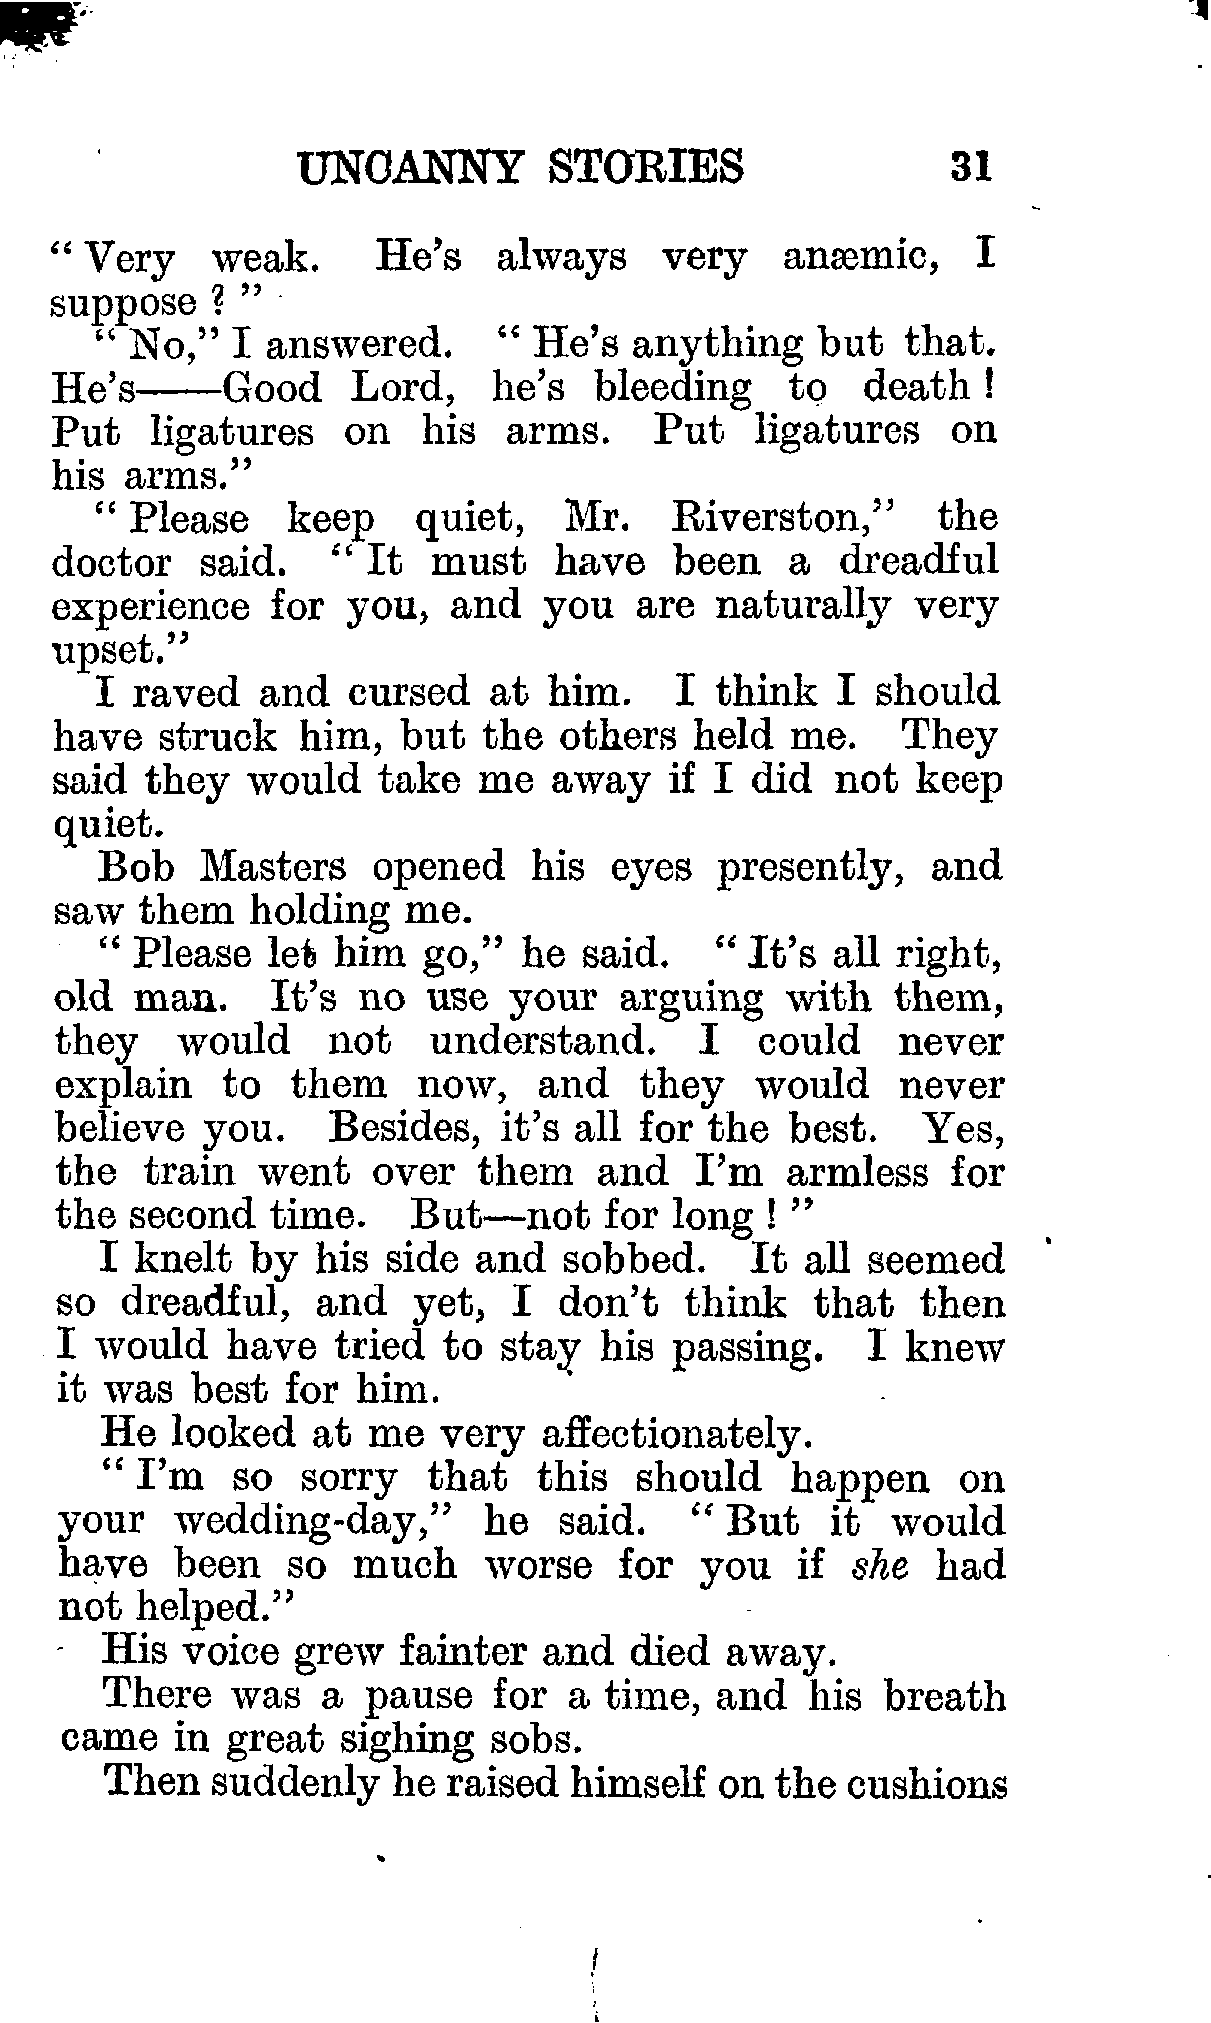 UNCANNY STORIES 31
“ Very weak. He’s always very anæmic, I
suppose ? ”
“ No,” I answered. “ He’s anything but that.
He’s——Good Lord, he’s bleeding to death !
Put ligatures on his arms. Put ligatures on
his arms.”
“ Please keep quiet, Mr. Riverston,” the
doctor said. “ It must have been a dreadful
experience for you, and you are naturally very
upset.”
I raved and cursed at him. I think I should
have struck him, but the others held me. They
said they would take me away if I did not keep
quiet.
Bob Masters opened his eyes presently, and
saw them holding me.
“ Please let him go,” he said. “ It’s all right,
old man. It’s no use your arguing with them,
they would not understand. I could never
explain to them now, and they would never
believe you. Besides, it’s all for the best. Yes,
the train went over them and I’m armless for
the second time. But—not for long ! ”
I knelt by his side and sobbed. It all seemed
so dreadful, and yet, I don’t think that then
I would have tried to stay his passing. I knew
it was best for him.
He looked at me very affectionately.
“ I’m so sorry that this should happen on
your wedding-day,” he said. “ But it would
have been so much worse for you if she had
not helped.”
His voice grew fainter and died away.
There was a pause for a time, and his breath
came in great sighing sobs.
Then suddenly he raised himself on the cushions